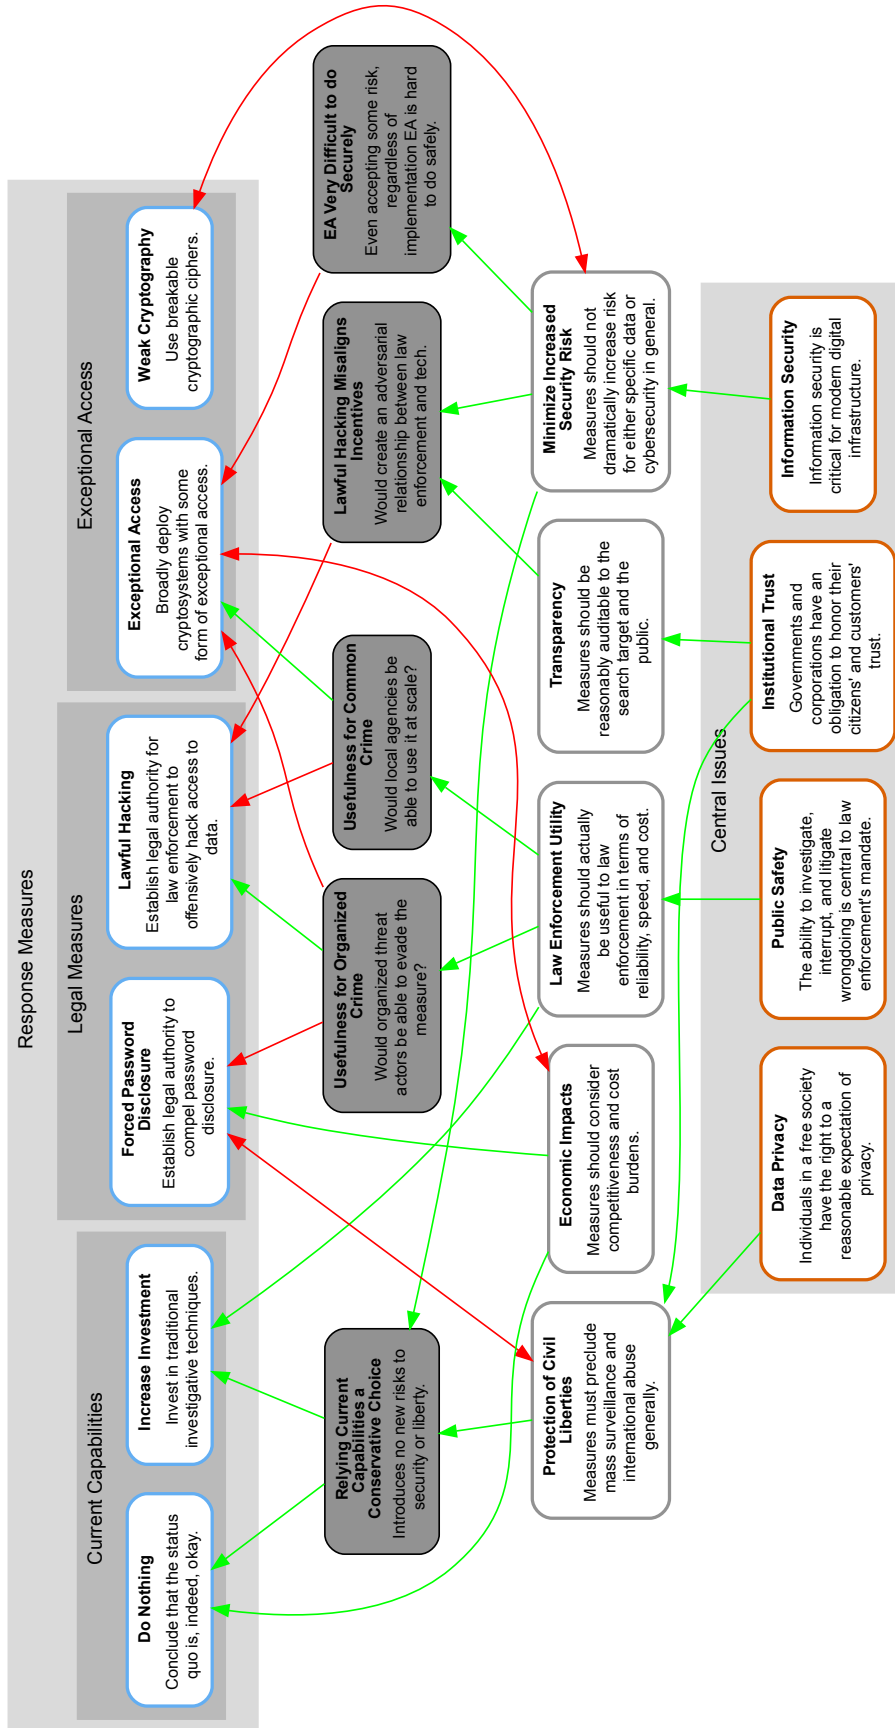 Response Measures
Current Capabilities
Legal Measures
Exceptional Access
Do Nothing
Conclude that the status
quo is, indeed, okay.
Increase Investment
Invest in traditional
investigative techniques.
Forced Password
Disclosure
Establish legal authority to
compel password
disclosure.
Lawful Hacking
Establish legal authority for
law enforcement to
offensively hack access to
data.
Exceptional Access
Broadly deploy
cryptosystems with some
form of exceptional access.
Weak Cryptography
Use breakable
cryptographic ciphers.
Relying Current
Capabilities a
Conservative Choice
Introduces no new risks to
security or liberty.
Usefulness for Organized
Crime
Would organized threat
actors be able to evade the
measure?
Usefulness for Common
Crime
Would local agencies be
able to use it at scale?
Lawful Hacking Misaligns
Incentives
Would create an adversarial
relationship between law
enforcement and tech.
EA Very Difficult to do
Securely
Even accepting some risk,
regardless of
implementation EA is hard
to do safely.
Protection of Civil
Liberties
Measures must preclude
mass surveillance and
international abuse
generally.
Economic Impacts
Measures should consider
competitiveness and cost
burdens.
Law Enforcement Utility
Measures should actually
be useful to law
enforcement in terms of
reliability, speed, and cost.
Transparency
Measures should be
reasonably auditable to the
search target and the
public.
Minimize Increased
Security Risk
Measures should not
dramatically increase risk
for either specific data or
cybersecurity in general.
Central Issues
Data Privacy
Individuals in a free society
have the right to a
reasonable expectation of
privacy.
Public Safety
The ability to investigate,
interrupt, and litigate
wrongdoing is central to law
enforcement's mandate.
Institutional Trust
Governments and
corporations have an
obligation to honor their
citizens' and customers'
trust.
Information Security
Information security is
critical for modern digital
infrastructure.